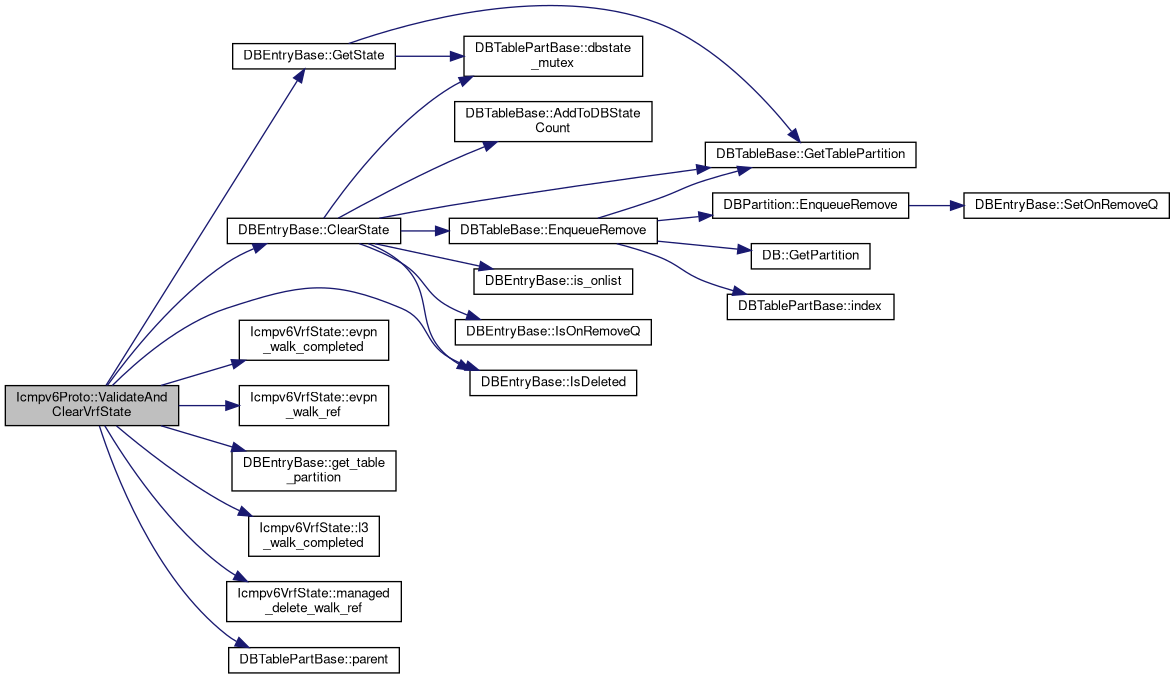 Icmpv6Proto::ValidateAnd
ClearVrfState
DBEntryBase::GetState
DBEntryBase::ClearState
Icmpv6VrfState::evpn
_walk_completed
Icmpv6VrfState::evpn
_walk_ref
DBEntryBase::get_table
_partition
Icmpv6VrfState::l3
_walk_completed
Icmpv6VrfState::managed
_delete_walk_ref
DBTablePartBase::parent
DBTablePartBase::dbstate
_mutex
DBTableBase::AddToDBState
Count
DBTableBase::EnqueueRemove
DBEntryBase::is_onlist
DBEntryBase::IsOnRemoveQ
DBEntryBase::IsDeleted
DBTableBase::GetTablePartition
DBPartition::EnqueueRemove
DB::GetPartition
DBTablePartBase::index
DBEntryBase::SetOnRemoveQ